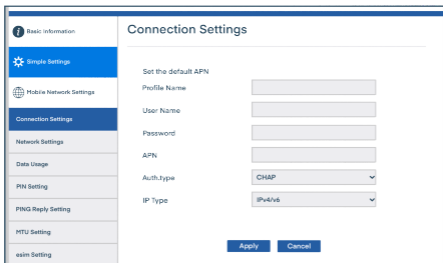 Basic Information
Simple Settings
Mobile Network Settings
Connection Settings
Network Settings
Data Usage
PIN Setting
PING Reply Setting
MTU Setting
esim Setting
Connection Settings
Set the default APN
Profile Name
User Name
Password
APN
Auth.type CHAP
IP Type IPv4/v6
Apply Cancel